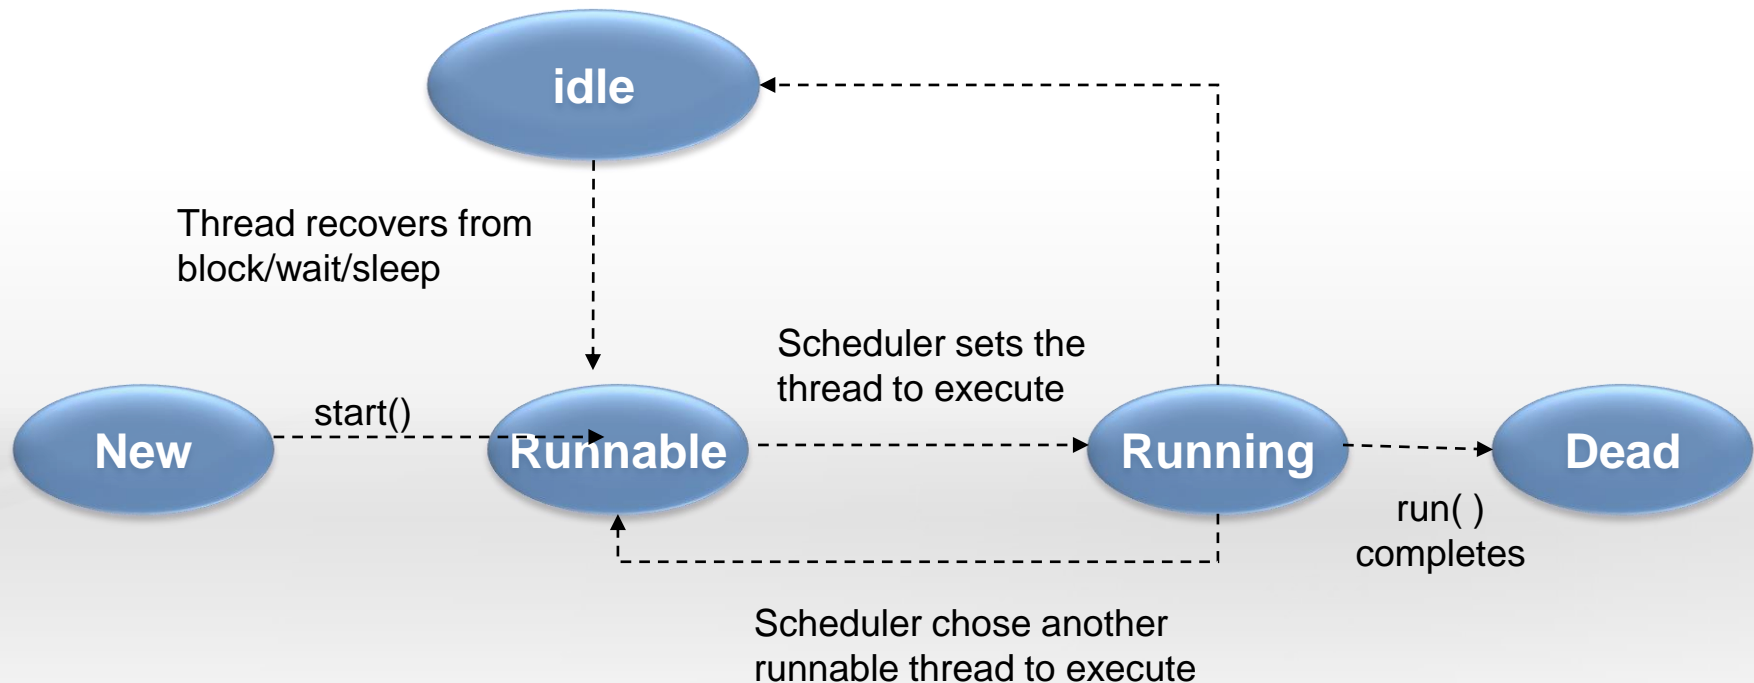 idle
Thread recovers from
block/wait/sleep
Scheduler sets the
thread to execute
start()
New
Runnable
Running
Dead
run( )
completes
Scheduler chose another
runnable thread to execute